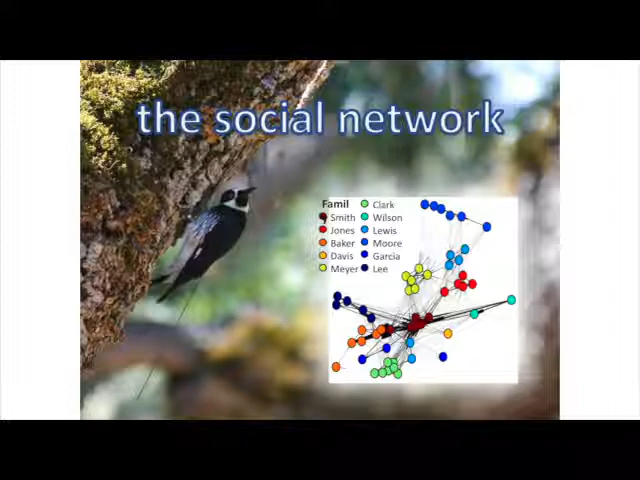 the social network
Famil
Smith
Jones
Baker
Davis
Meyer
Clark
Wilson
Lewis
Moore
Garcia
Lee